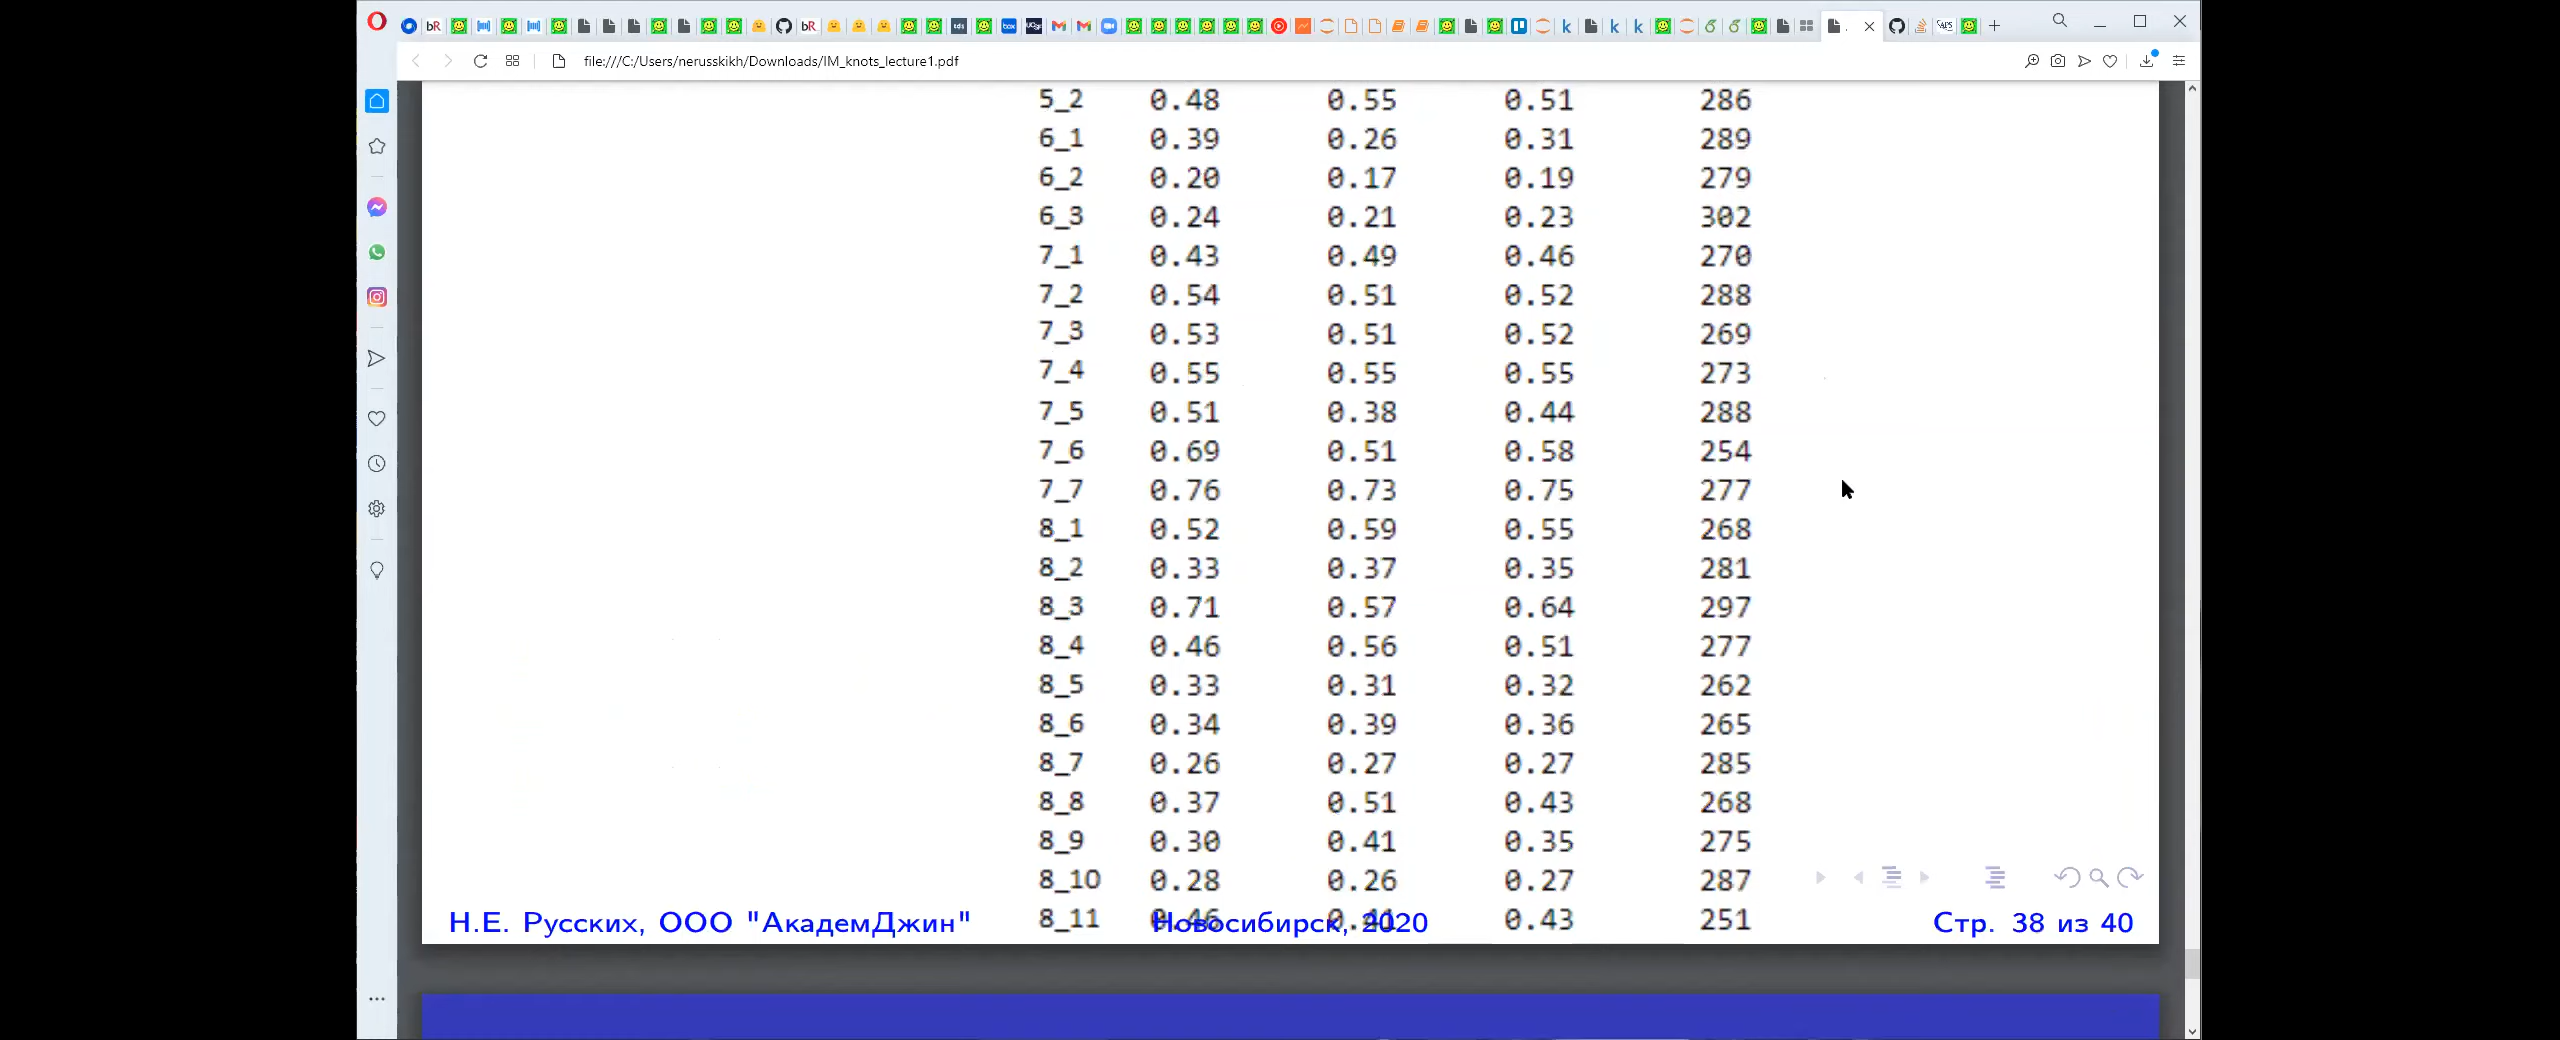 file:///C:/Users/nerusskikh/Downloads/IM_knots_lecture1.pdf
5_2 0.48 0.55 0.51 286
6_1 0.39 0.26 0.31 289
6_2 0.20 0.17 0.19 279
6_3 0.24 0.21 0.23 302
7_1 0.43 0.49 0.46 270
7_2 0.54 0.51 0.52 288
7_3 0.53 0.51 0.52 269
7_4 0.55 0.55 0.55 273
7_5 0.51 0.38 0.44 288
7_6 0.69 0.51 0.58 254
7_7 0.76 0.73 0.75 277
8_1 0.52 0.59 0.55 268
8_2 0.33 0.37 0.35 281
8_3 0.71 0.57 0.64 297
8_4 0.46 0.56 0.51 277
8_5 0.33 0.31 0.32 262
8_6 0.34 0.39 0.36 265
8_7 0.26 0.27 0.27 285
8_8 0.37 0.51 0.43 268
8_9 0.30 0.41 0.35 275
8_10 0.28 0.26 0.27 287
8_11 0.46 0.41 0.43 251
Н.Е. Русских, ООО "АкадемДжин" Новосибирск, 2020 Стр. 38 из 40